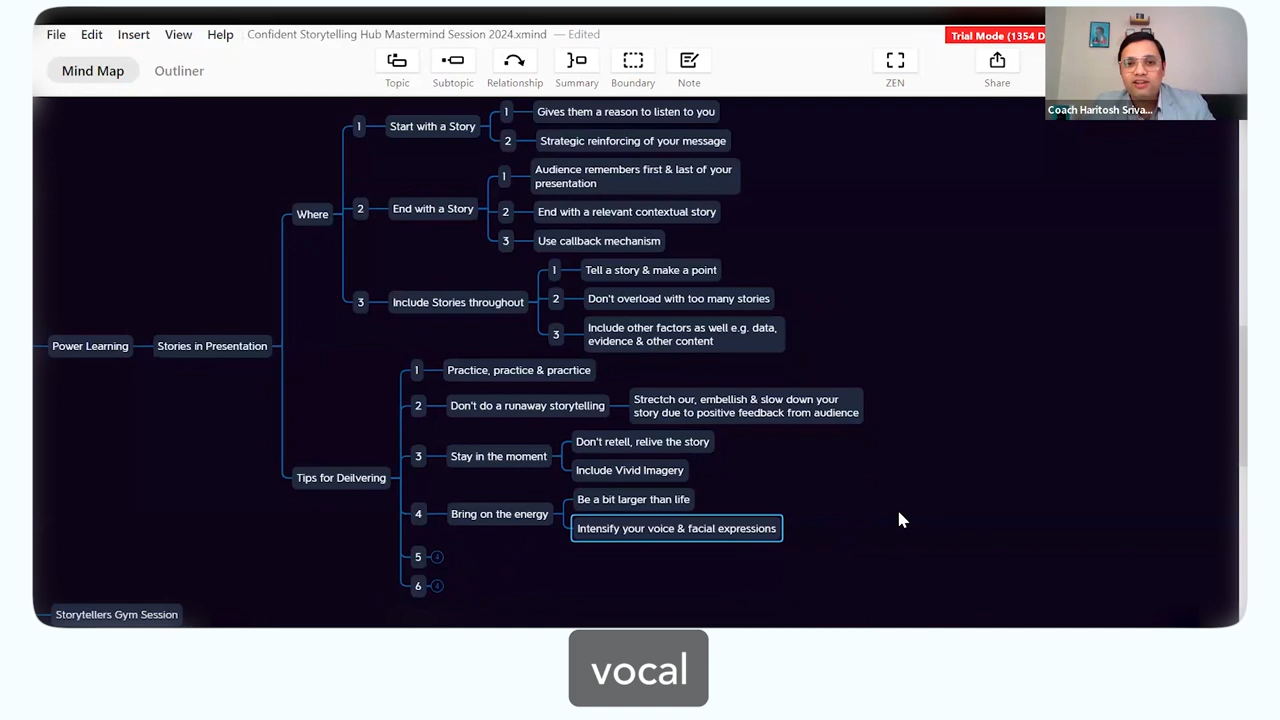 File Edit Insert View Help Confident Storytelling Hub Mastermind Session 2024.xmind — Edited
Trial Mode (1354 D
Mind Map Outliner
Topic Subtopic Relationship Summary Boundary Note ZEN Share
Coach Haritosh Sriva...
Power Learning
Stories in Presentation
Where
1 Start with a Story
1 Gives them a reason to listen to you
2 Strategic reinforcing of your message
2 End with a Story
1 Audience remembers first & last of your
presentation
2 End with a relevant contextual story
3 Use callback mechanism
3 Include Stories throughout
1 Tell a story & make a point
2 Don't overload with too many stories
3 Include other factors as well e.g. data,
evidence & other content
Tips for Deilvering
1 Practice, practice & pracrtice
2 Don't do a runaway storytelling
Strectch our, embellish & slow down your
story due to positive feedback from audience
3 Stay in the moment
Don't retell, relive the story
Include Vivid Imagery
4 Bring on the energy
Be a bit larger than life
Intensify your voice & facial expressions
5 4
6 4
Storytellers Gym Session
vocal